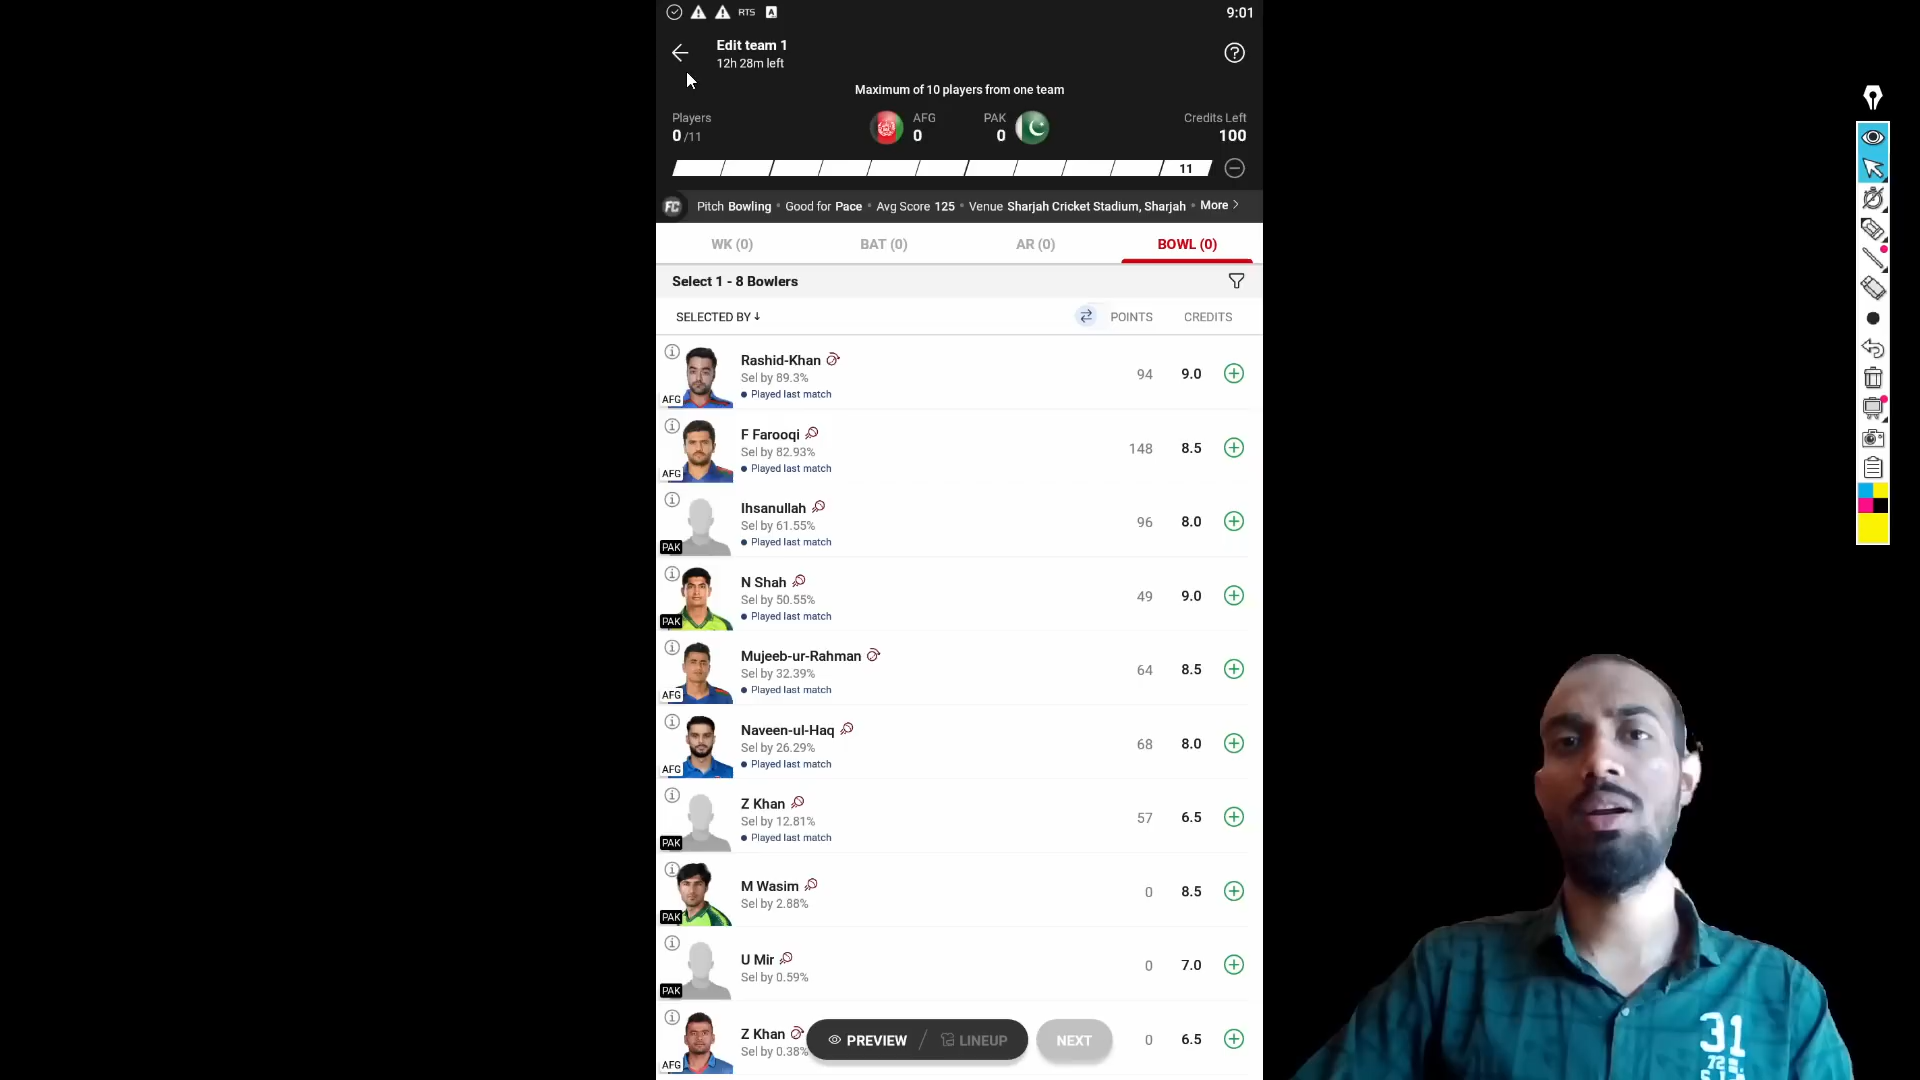 RTS A 9:01
Edit team 1
12h 28m left
Maximum of 10 players from one team
Players AFG PAK Credits Left
0 /11 0 0 100
11
FC Pitch Bowling • Good for Pace • Avg Score 125 • Venue Sharjah Cricket Stadium, Sharjah • More >
WK (0) BAT (0) AR (0) BOWL (0)
Select 1 - 8 Bowlers
SELECTED BY ↓ POINTS CREDITS
Rashid-Khan
Sel by 89.3%
Played last match
AFG
94 9.0
F Farooqi
Sel by 82.93%
Played last match
AFG
148 8.5
Ihsanullah
Sel by 61.55%
Played last match
PAK
96 8.0
N Shah
Sel by 50.55%
Played last match
PAK
49 9.0
Mujeeb-ur-Rahman
Sel by 32.39%
Played last match
AFG
64 8.5
Naveen-ul-Haq
Sel by 26.29%
Played last match
AFG
68 8.0
Z Khan
Sel by 12.81%
Played last match
PAK
57 6.5
M Wasim
Sel by 2.88%
PAK
0 8.5
U Mir
Sel by 0.59%
PAK
0 7.0
Z Khan
Sel by 0.38%
AFG
0 6.5
PREVIEW / LINEUP NEXT
31
72